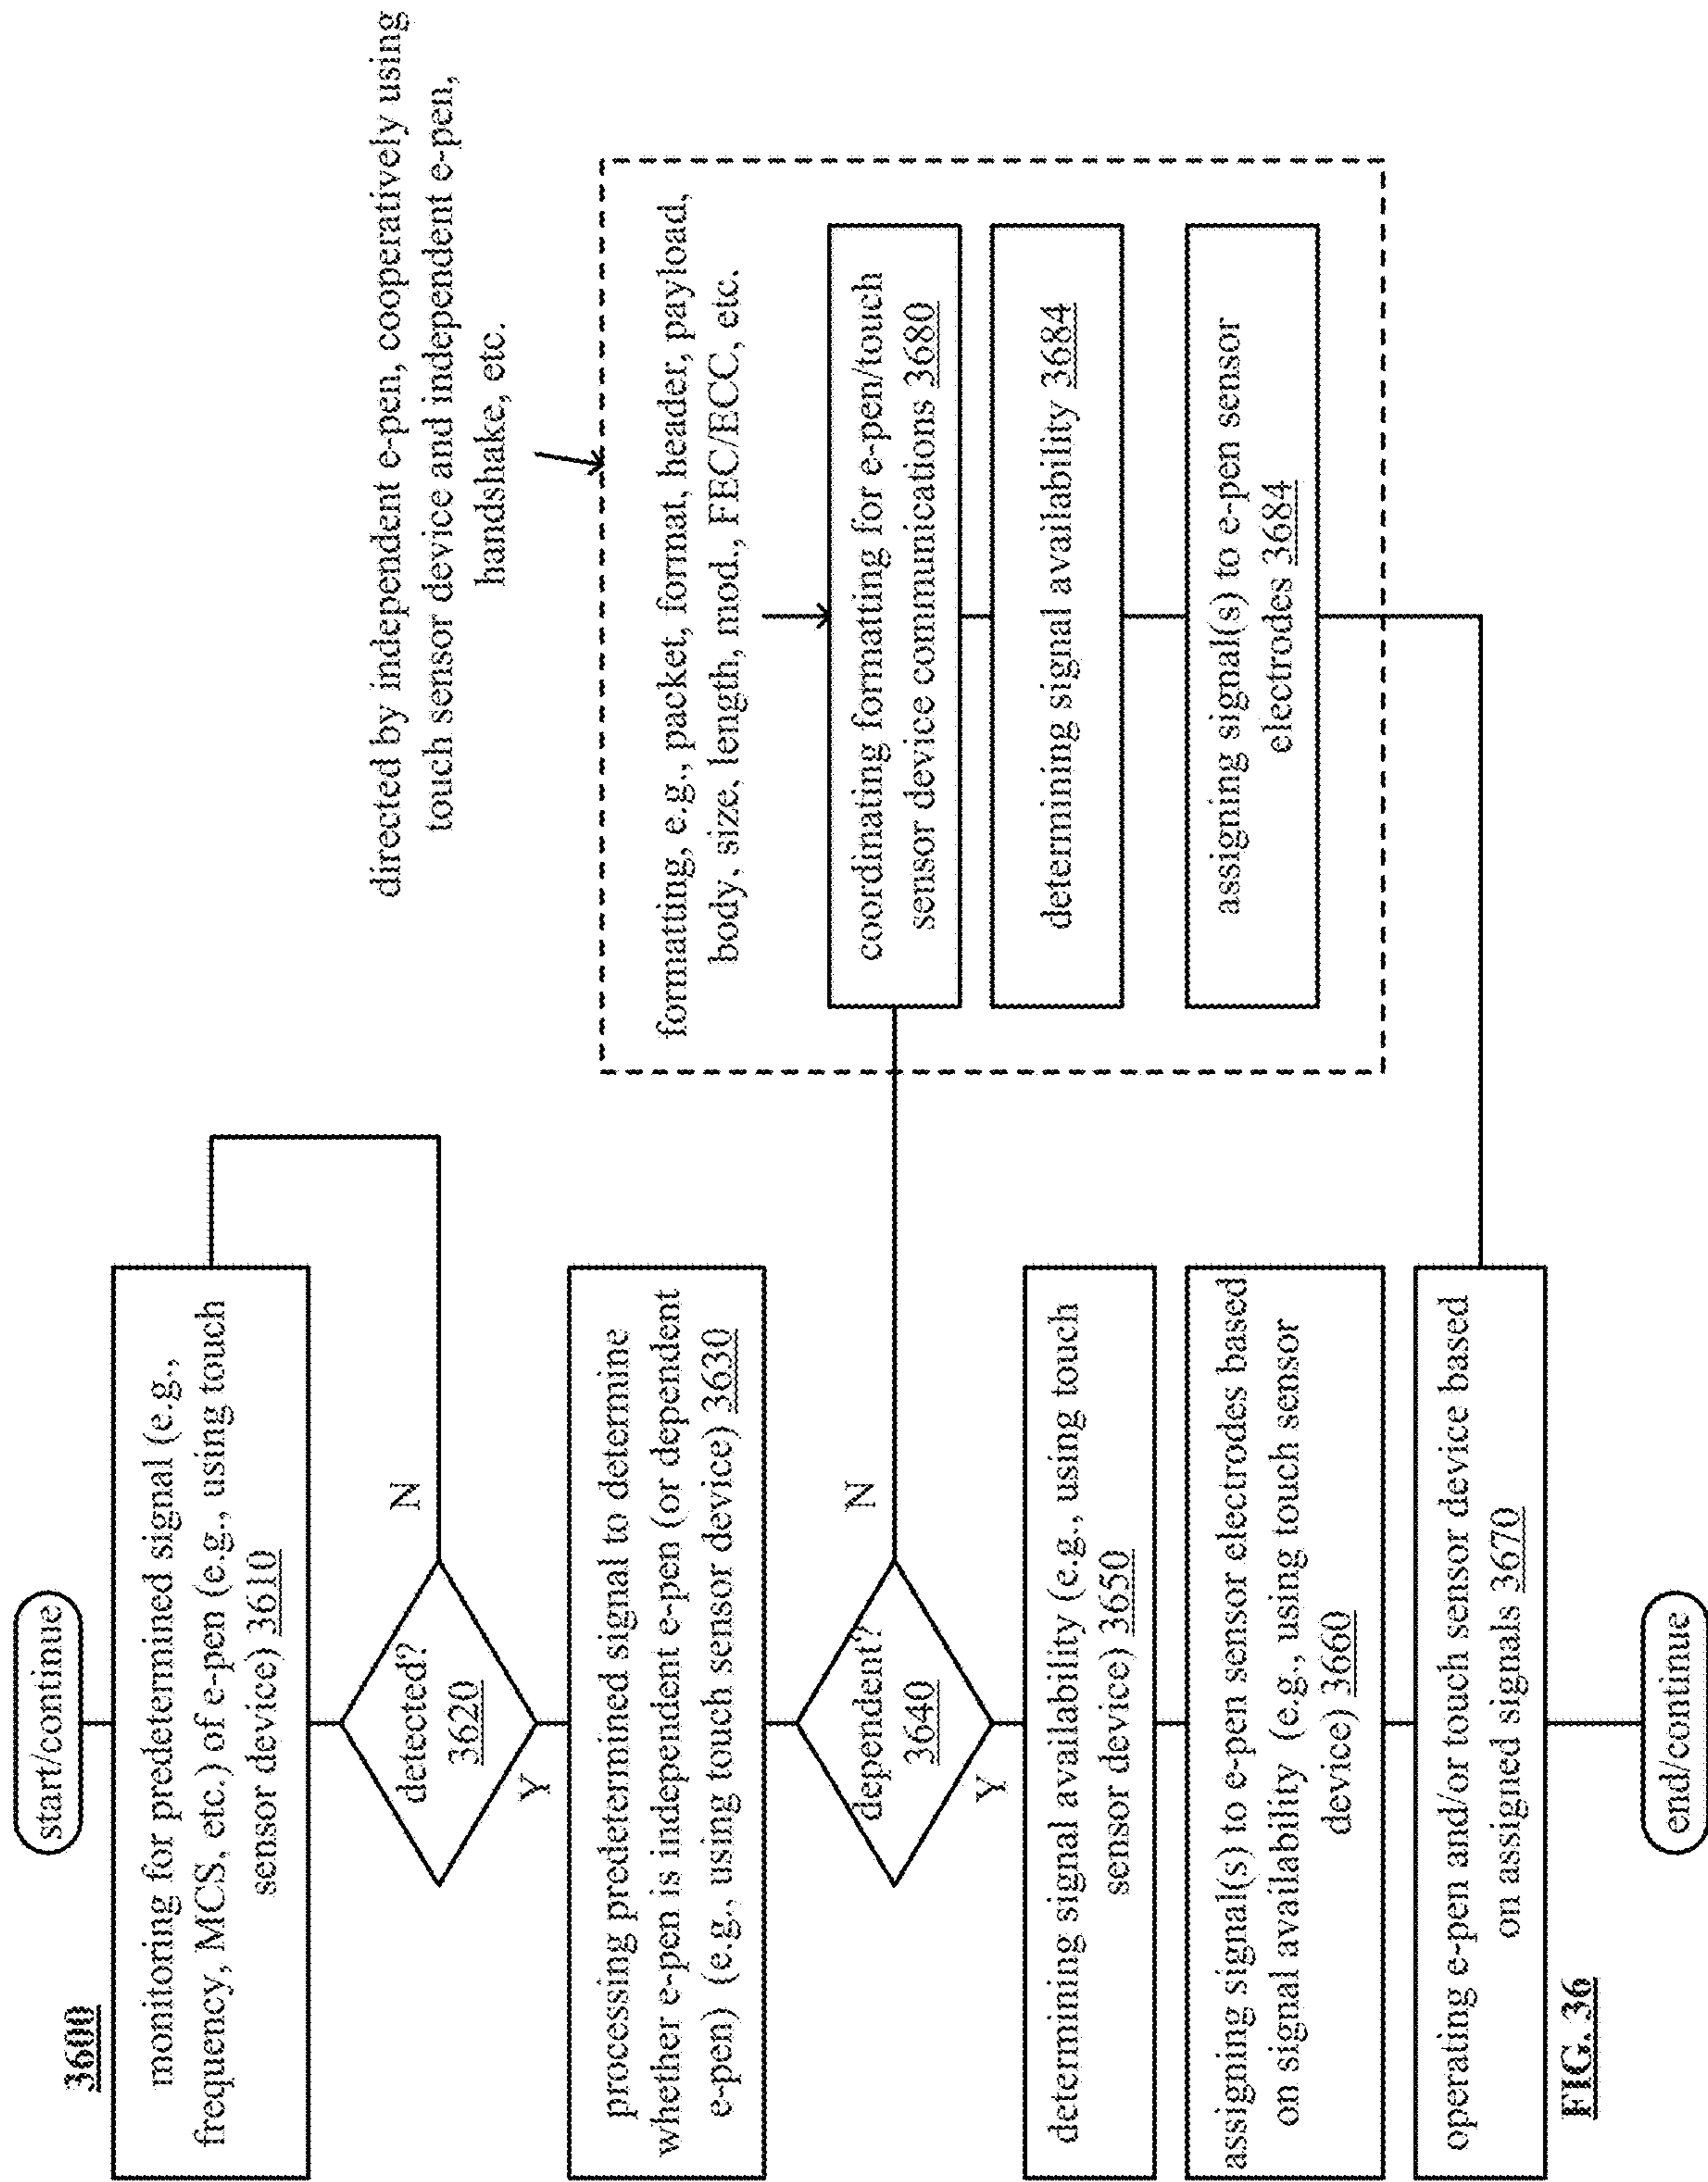 3600
start/continue
monitoring for predetermined signal (e.g.,
frequency, MCS, etc.) of e-pen (e.g., using touch
sensor device) 3610
detected?
3620
N
Y
processing predetermined signal to determine
whether e-pen is independent e-pen (or dependent
e-pen) (e.g., using touch sensor device) 3630
dependent?
3640
N
Y
determining signal availability (e.g., using touch
sensor device) 3650
assigning signal(s) to e-pen sensor electrodes based
on signal availability (e.g., using touch sensor
device) 3660
operating e-pen and/or touch sensor device based
on assigned signals 3670
end/continue
directed by independent e-pen, cooperatively using
touch sensor device and independent e-pen,
handshake, etc.
formatting, e.g., packet, format, header, payload,
body, size, length, mod., FEC/ECC, etc.
coordinating formatting for e-pen/touch
sensor device communications 3680
determining signal availability 3684
assigning signal(s) to e-pen sensor
electrodes 3684
FIG. 36